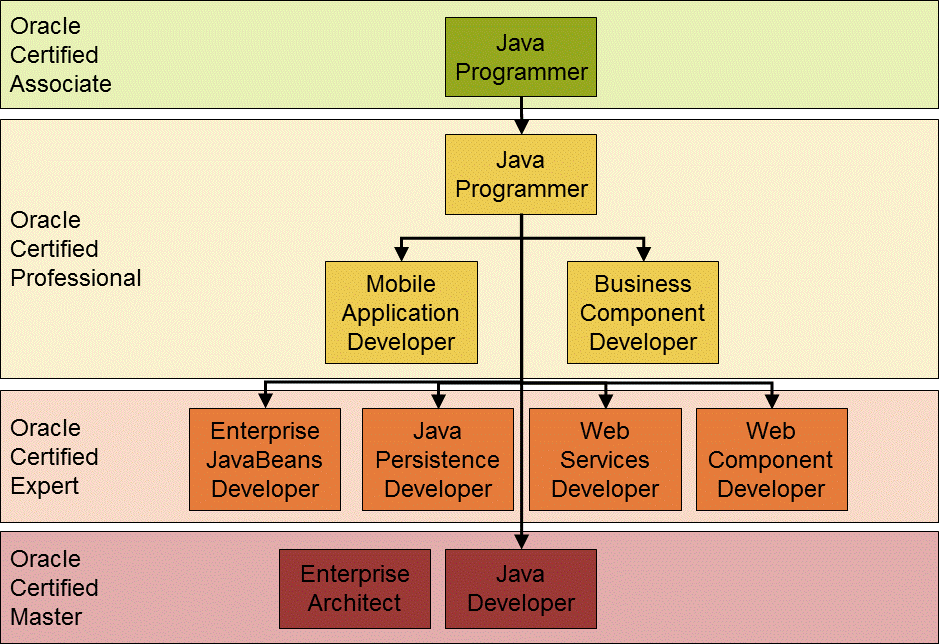 Oracle
Certified
Associate
Java
Programmer
Oracle
Certified
Professional
Java
Programmer
Mobile
Application
Developer
Business
Component
Developer
Oracle
Certified
Expert
Enterprise
JavaBeans
Developer
Java
Persistence
Developer
Web
Services
Developer
Web
Component
Developer
Oracle
Certified
Master
Enterprise
Architect
Java
Developer